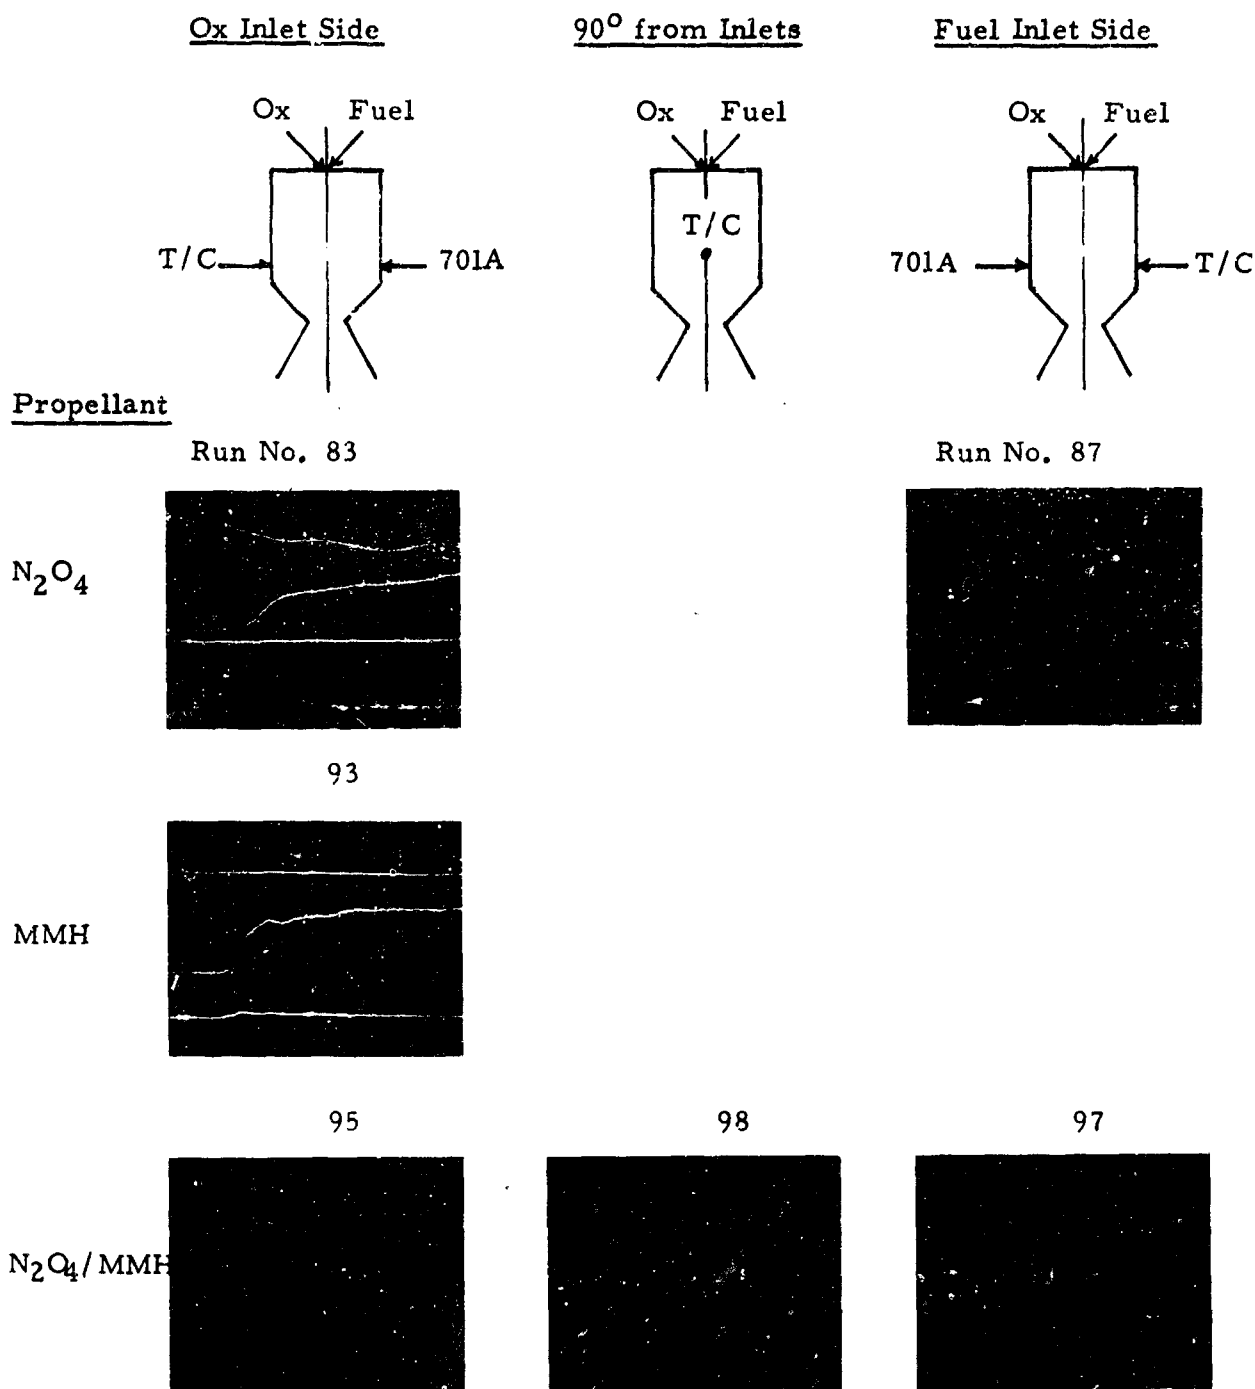 Ox Inlet Side 90° from Inlets Fuel Inlet Side
Ox Fuel Ox Fuel Ox Fuel
T/C
T/C 701A 701A T/C
Propellant
Run No. 83 Run No. 87
N₂O₄
93
MMH
95 98 97
N₂O₄/MMH